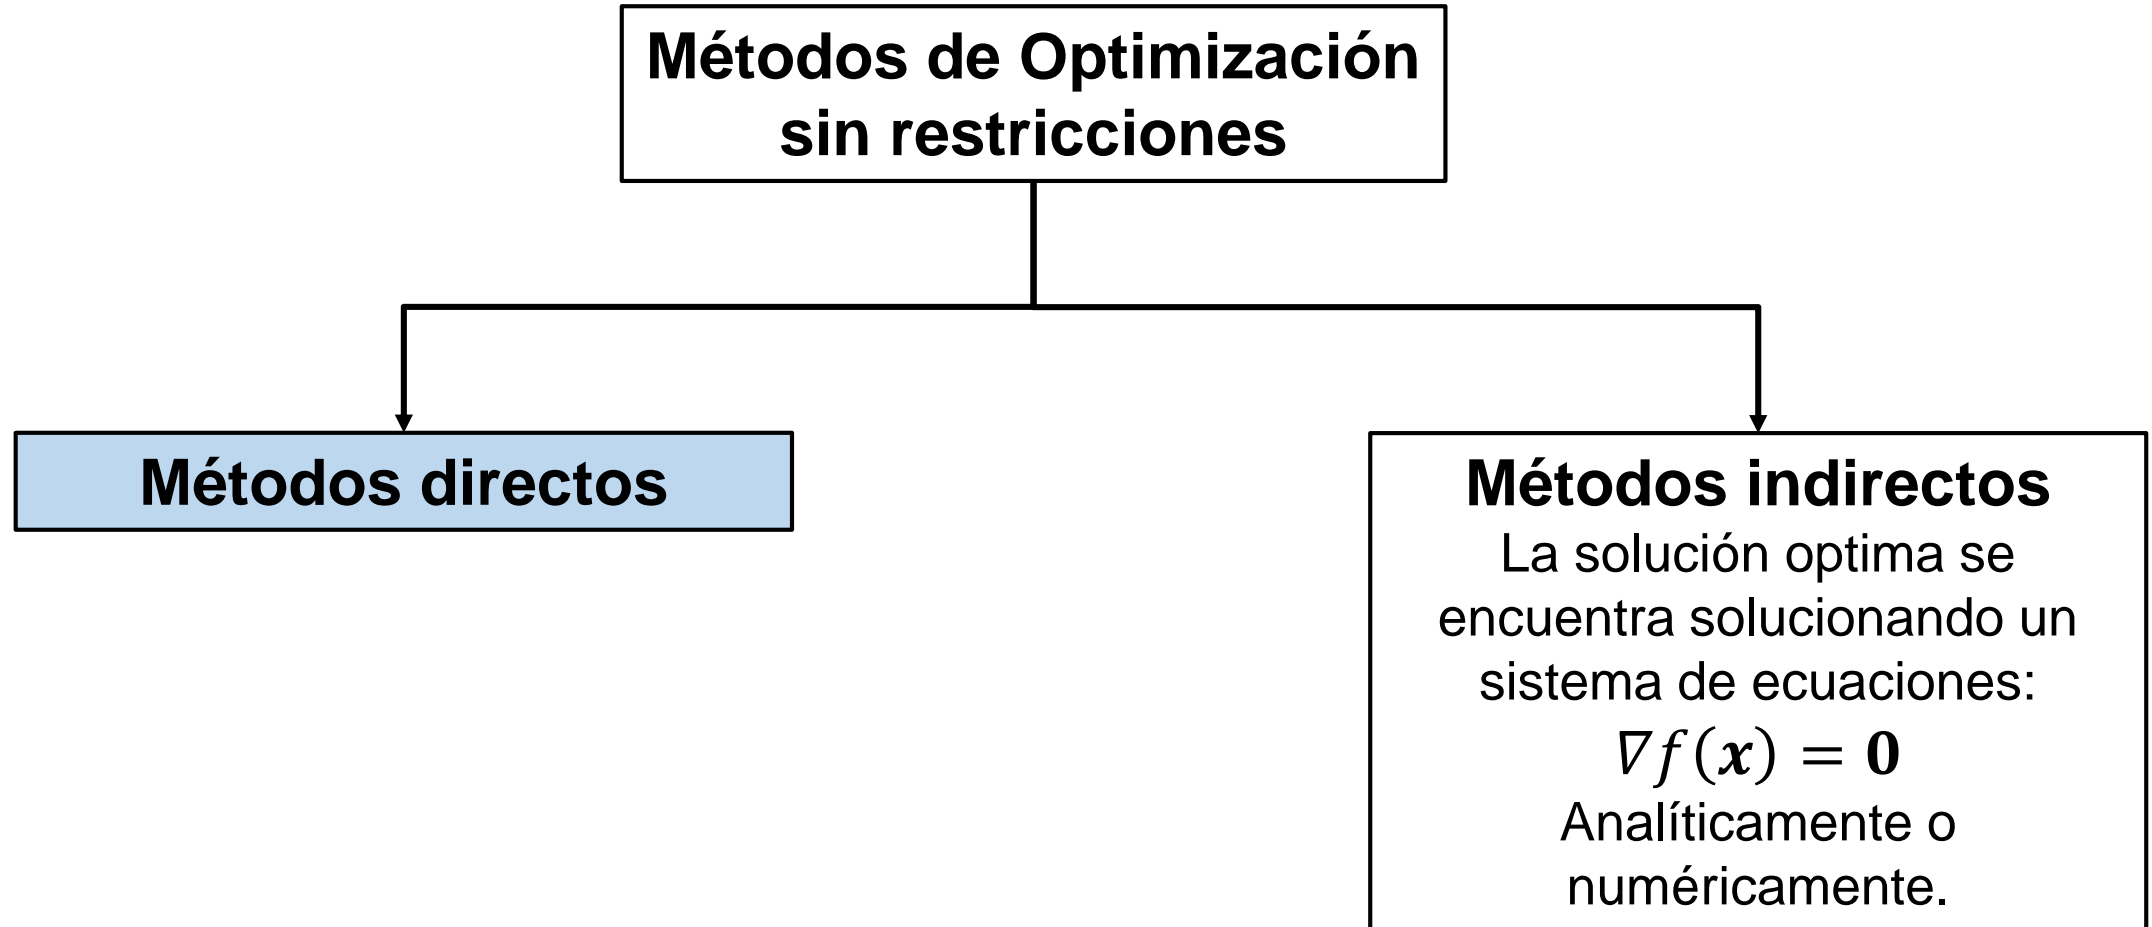 Métodos de Optimización
sin restricciones
Métodos directos
Métodos indirectos
La solución optima se
encuentra solucionando un
sistema de ecuaciones:
∇f(x) = 0
Analíticamente o
numéricamente.